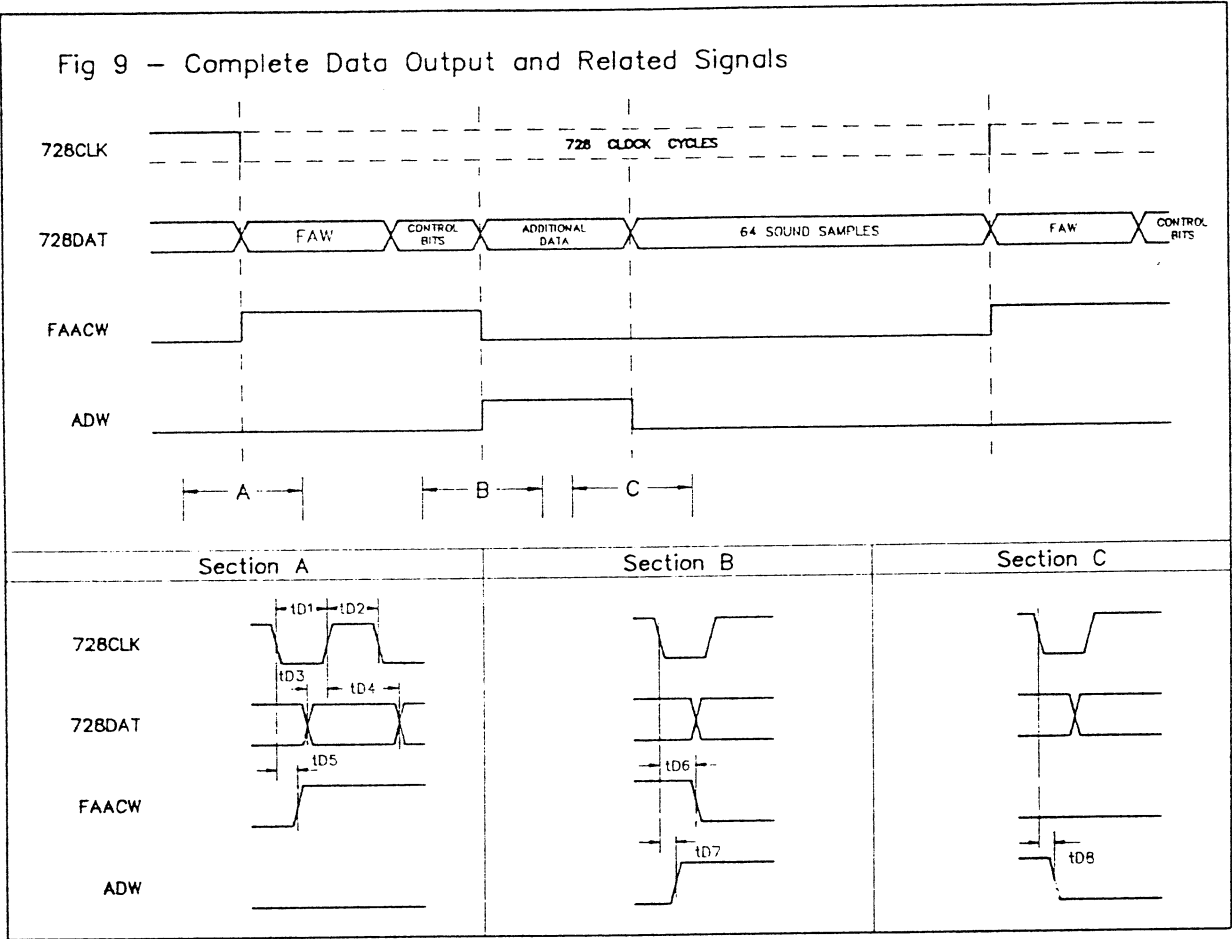 Fig 9 - Complete Data Output and Related Signals
728CLK
728 CLOCK CYCLES
728DAT
FAW
CONTROL BITS
ADDITIONAL DATA
64 SOUND SAMPLES
FAW
CONTROL BITS
FAACW
ADW
A
B
C
Section A
Section B
Section C
tD1
tD2
728CLK
tD3
tD4
728DAT
tD5
tD6
FAACW
tD7
tD8
ADW